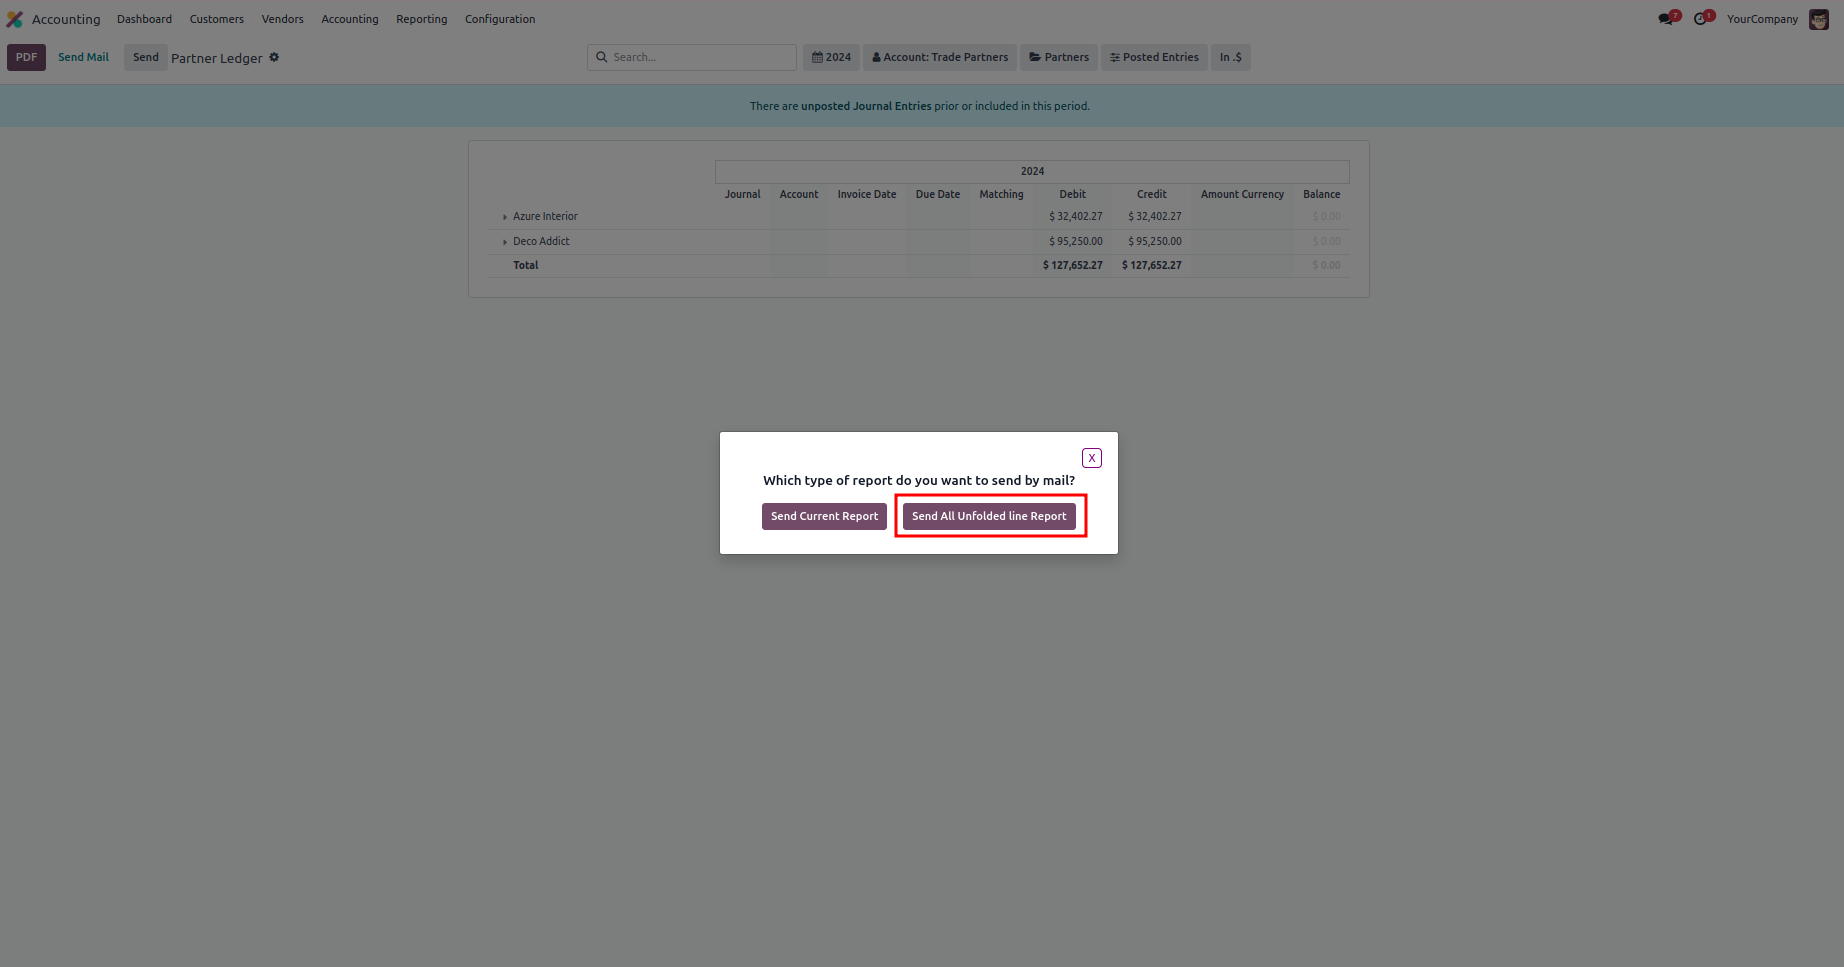 Accounting Dashboard Customers Vendors Accounting Reporting Configuration 7 1 YourCompany
PDF Send Mail Send Partner Ledger Search... 2024 Account: Trade Partners Partners Posted Entries In .$
There are unposted Journal Entries prior or included in this period.
2024
Journal Account Invoice Date Due Date Matching Debit Credit Amount Currency Balance
Azure Interior $ 32,402.27 $ 32,402.27 $ 0.00
Deco Addict $ 95,250.00 $ 95,250.00 $ 0.00
Total $ 127,652.27 $ 127,652.27 $ 0.00
X
Which type of report do you want to send by mail?
Send Current Report Send All Unfolded line Report